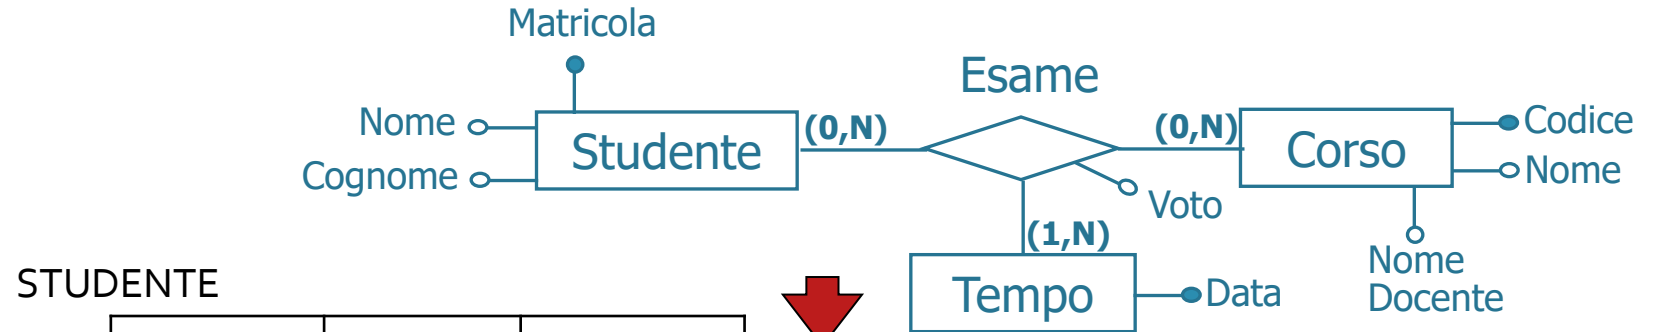 Matricola
Esame
Nome
(0,N)
(0,N)
Codice
Studente
Corso
Cognome
Nome
Voto
(1,N)
STUDENTE
Tempo
Data
Nome
Docente